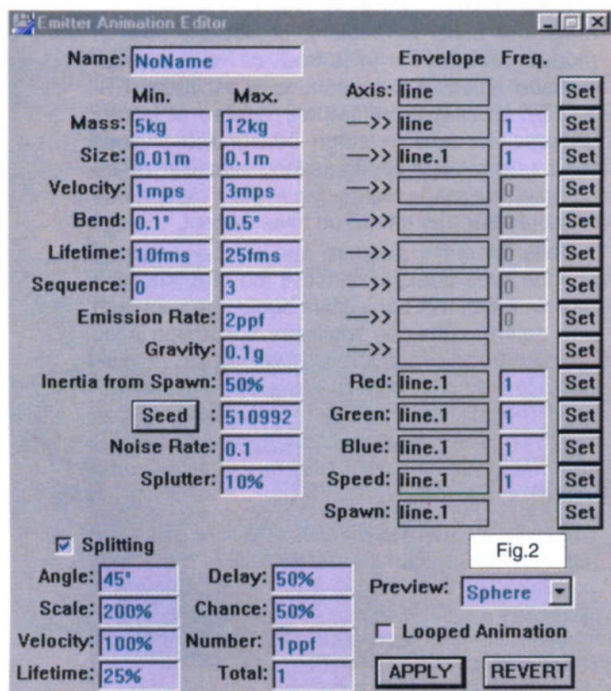 Emitter Animation Editor
Name: NoName Envelope Freq.
Min. Max. Axis: line Set
Mass: 5kg 12kg —>> line 1 Set
Size: 0.01m 0.1m —>> line.1 1 Set
Velocity: 1mps 3mps —>> 0 Set
Bend: 0.1° 0.5° —>> 0 Set
Lifetime: 10fms 25fms —>> 0 Set
Sequence: 0 3 —>> 0 Set
Emission Rate: 2ppf —>> 0 Set
Gravity: 0.1g —>> Set
Inertia from Spawn: 50% Red: line.1 1 Set
Seed : 510992 Green: line.1 1 Set
Noise Rate: 0.1 Blue: line.1 1 Set
Splutter: 10% Speed: line.1 1 Set
Spawn: line.1 Set
Splitting Fig.2
Angle: 45° Delay: 50% Preview: Sphere
Scale: 200% Chance: 50%
Velocity: 100% Number: 1ppf Looped Animation
Lifetime: 25% Total: 1 APPLY REVERT